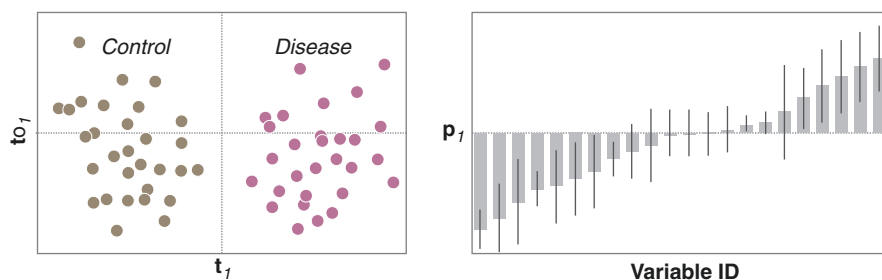 Control
Disease
to1
t1
p1
Variable ID